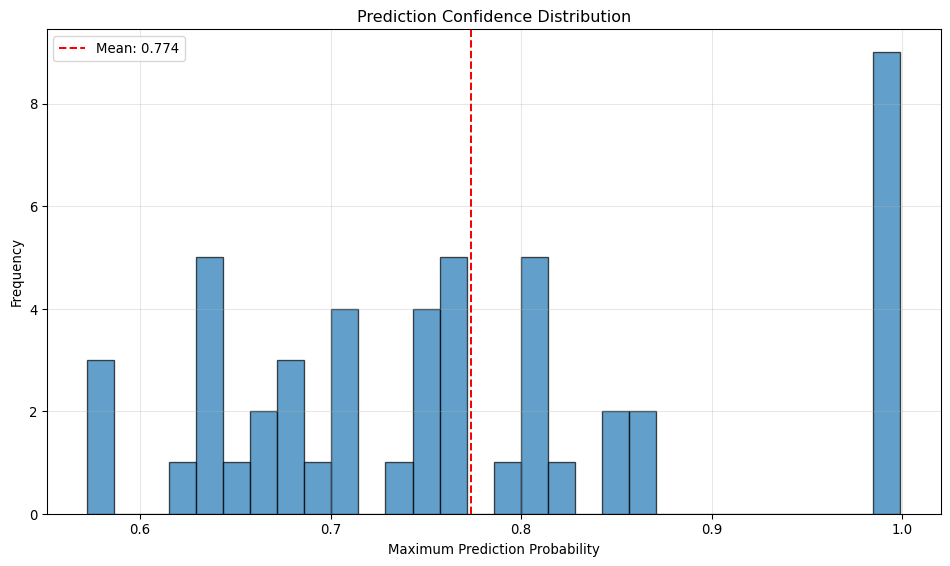 Prediction Confidence Distribution
Mean: 0.774
Frequency
8
6
4
2
0
0.6 0.7 0.8 0.9 1.0
Maximum Prediction Probability